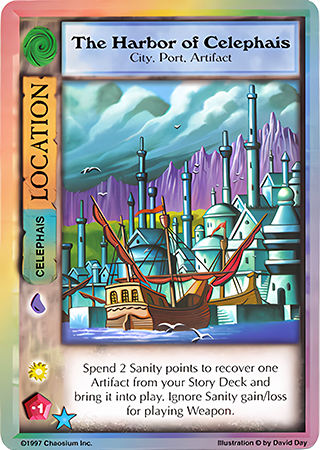 The Harbor of Celephais
City, Port, Artifact
LOCATION
CELEPHAIS
Spend 2 Sanity points to recover one
Artifact from your Story Deck and
bring it into play. Ignore Sanity gain/loss
for playing Weapon.
-1
©1997 Chaosium Inc.
Illustration © by David Day